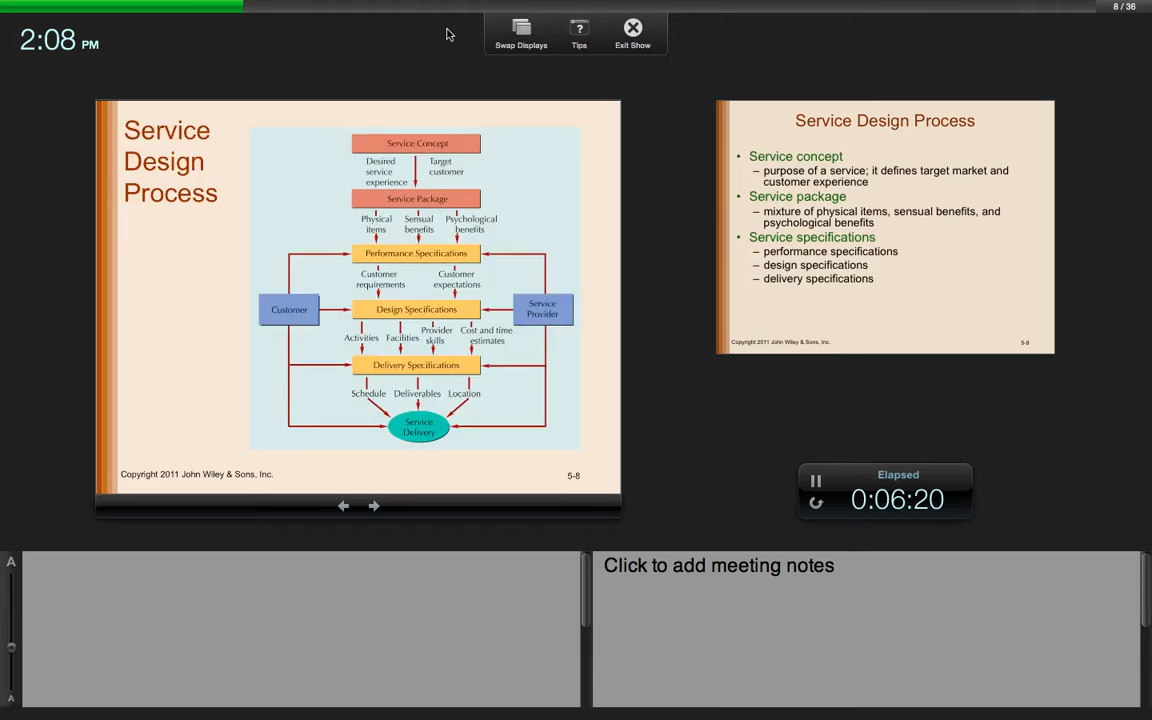 8 / 36
2:08 PM
Swap Displays
Tips
Exit Show
Service
Design
Process
Service Concept
Desired
service
experience
Target
customer
Service Package
Physical
items
Sensual
benefits
Psychological
benefits
Performance Specifications
Customer
requirements
Customer
expectations
Customer
Design Specifications
Service
Provider
Activities
Facilities
Provider
skills
Cost and time
estimates
Delivery Specifications
Schedule
Deliverables
Location
Service
Delivery
Copyright 2011 John Wiley & Sons, Inc.
5-8
Service Design Process
• Service concept
– purpose of a service; it defines target market and
customer experience
• Service package
– mixture of physical items, sensual benefits, and
psychological benefits
• Service specifications
– performance specifications
– design specifications
– delivery specifications
Copyright 2011 John Wiley & Sons, Inc.
5-9
Elapsed
0:06:20
A
A
Click to add meeting notes